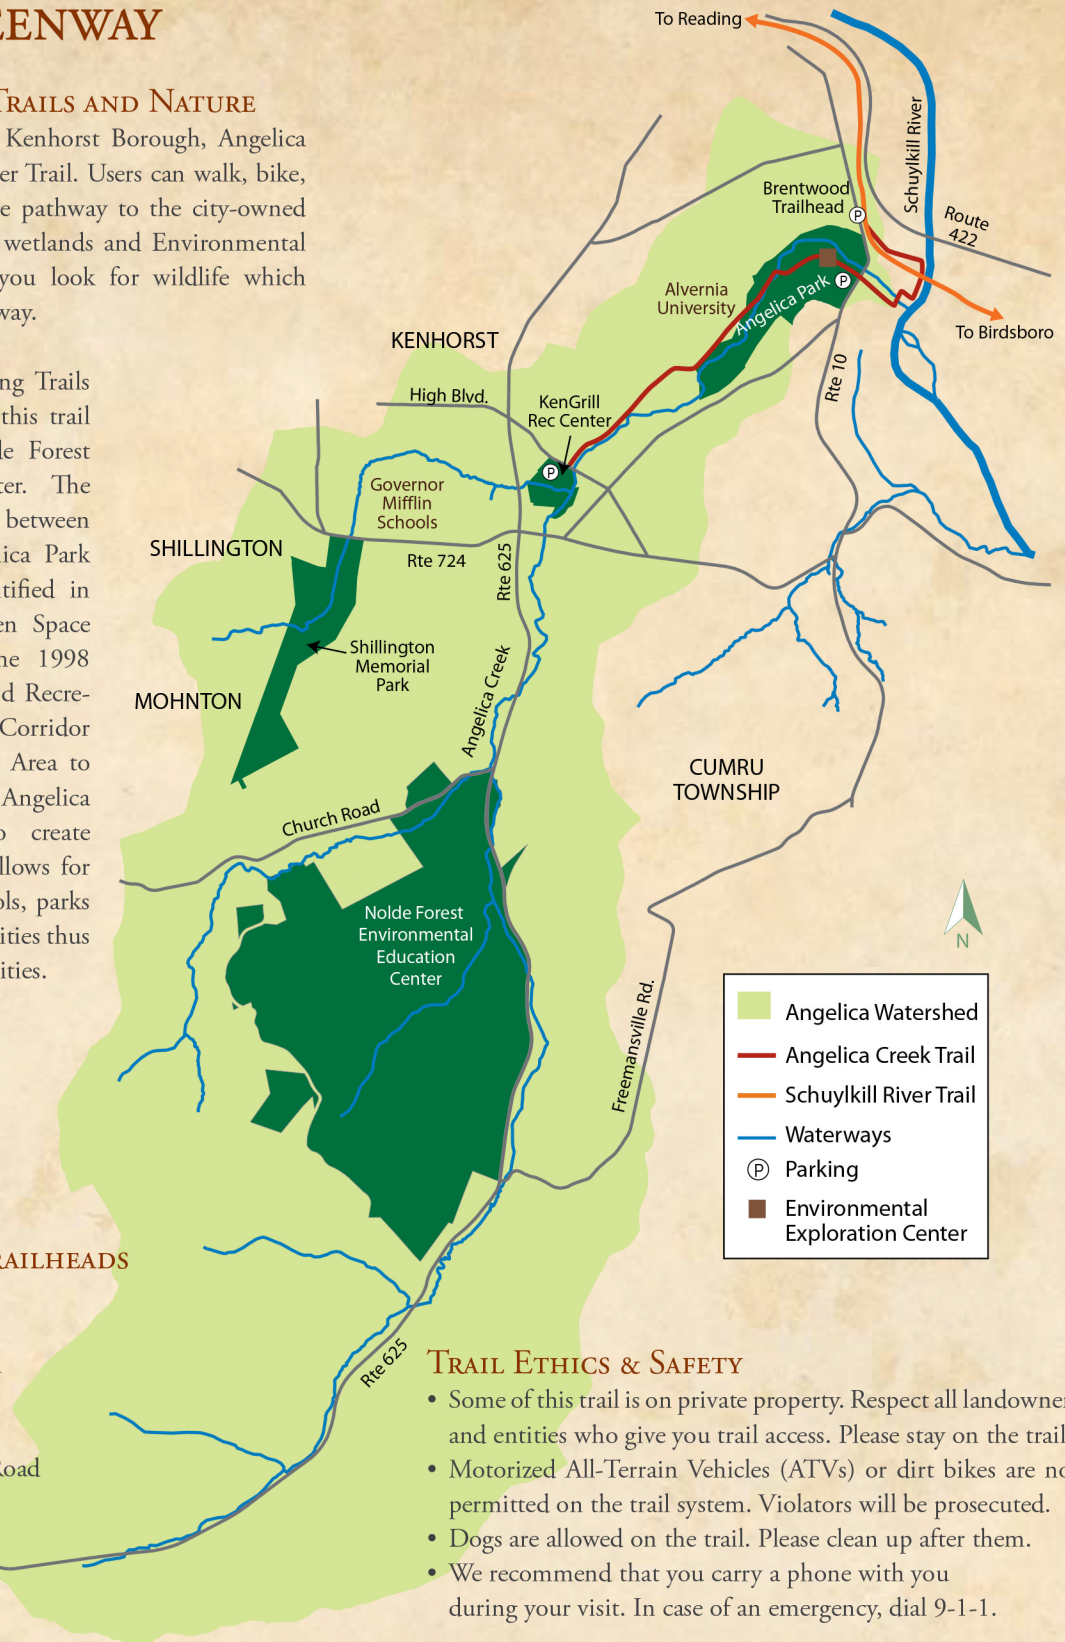 EENWAY
TRAILS AND NATURE
Kenhorst Borough, Angelica
er Trail. Users can walk, bike,
e pathway to the city-owned
wetlands and Environmental
you look for wildlife which
way.
ng Trails
this trail
le Forest
ter. The
between
lica Park
ntified in
en Space
he 1998
d Recre-
Corridor
Area to
Angelica
o create
llows for
ols, parks
ities thus
ities.
RAILHEADS
Road
To Reading
Schuylkill River
Brentwood
Trailhead
P
Route
422
Alvernia
University
Angelica Park
P
To Birdsboro
KENHORST
Rte 10
High Blvd.
KenGrill
Rec Center
P
Governor
Mifflin
Schools
SHILLINGTON
Rte 724
Rte 625
Shillington
Memorial
Park
MOHNTON
Angelica Creek
CUMRU
TOWNSHIP
Church Road
Nolde Forest
Environmental
Education
Center
N
Freemansville Rd.
Angelica Watershed
Angelica Creek Trail
Schuylkill River Trail
Waterways
P Parking
Environmental
Exploration Center
Rte 625
TRAIL ETHICS & SAFETY
• Some of this trail is on private property. Respect all landowne
and entities who give you trail access. Please stay on the trail
• Motorized All-Terrain Vehicles (ATVs) or dirt bikes are no
permitted on the trail system. Violators will be prosecuted.
• Dogs are allowed on the trail. Please clean up after them.
• We recommend that you carry a phone with you
during your visit. In case of an emergency, dial 9-1-1.